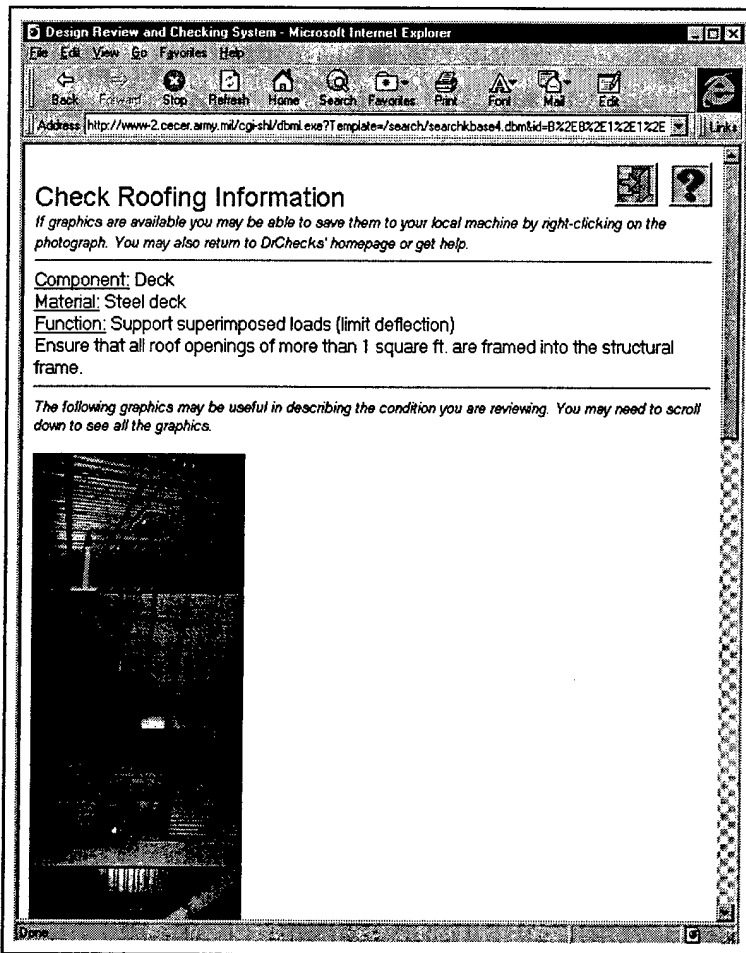 Design Review and Checking System - Microsoft Internet Explorer
File Edit View Go Favorites Help
Back Forward Stop Refresh Home Search Favorites Print Font Mail Edit
Address http://www-2.cecer.army.mil/cgi-shl/dbml.exe?Template=/search/searchkbase4.dbm&id=B%2E8%2E1%2E1%2E Links
Check Roofing Information
If graphics are available you may be able to save them to your local machine by right-clicking on the
photograph. You may also return to DrChecks' homepage or get help.
Component: Deck
Material: Steel deck
Function: Support superimposed loads (limit deflection)
Ensure that all roof openings of more than 1 square ft. are framed into the structural
frame.
The following graphics may be useful in describing the condition you are reviewing. You may need to scroll
down to see all the graphics.
Done